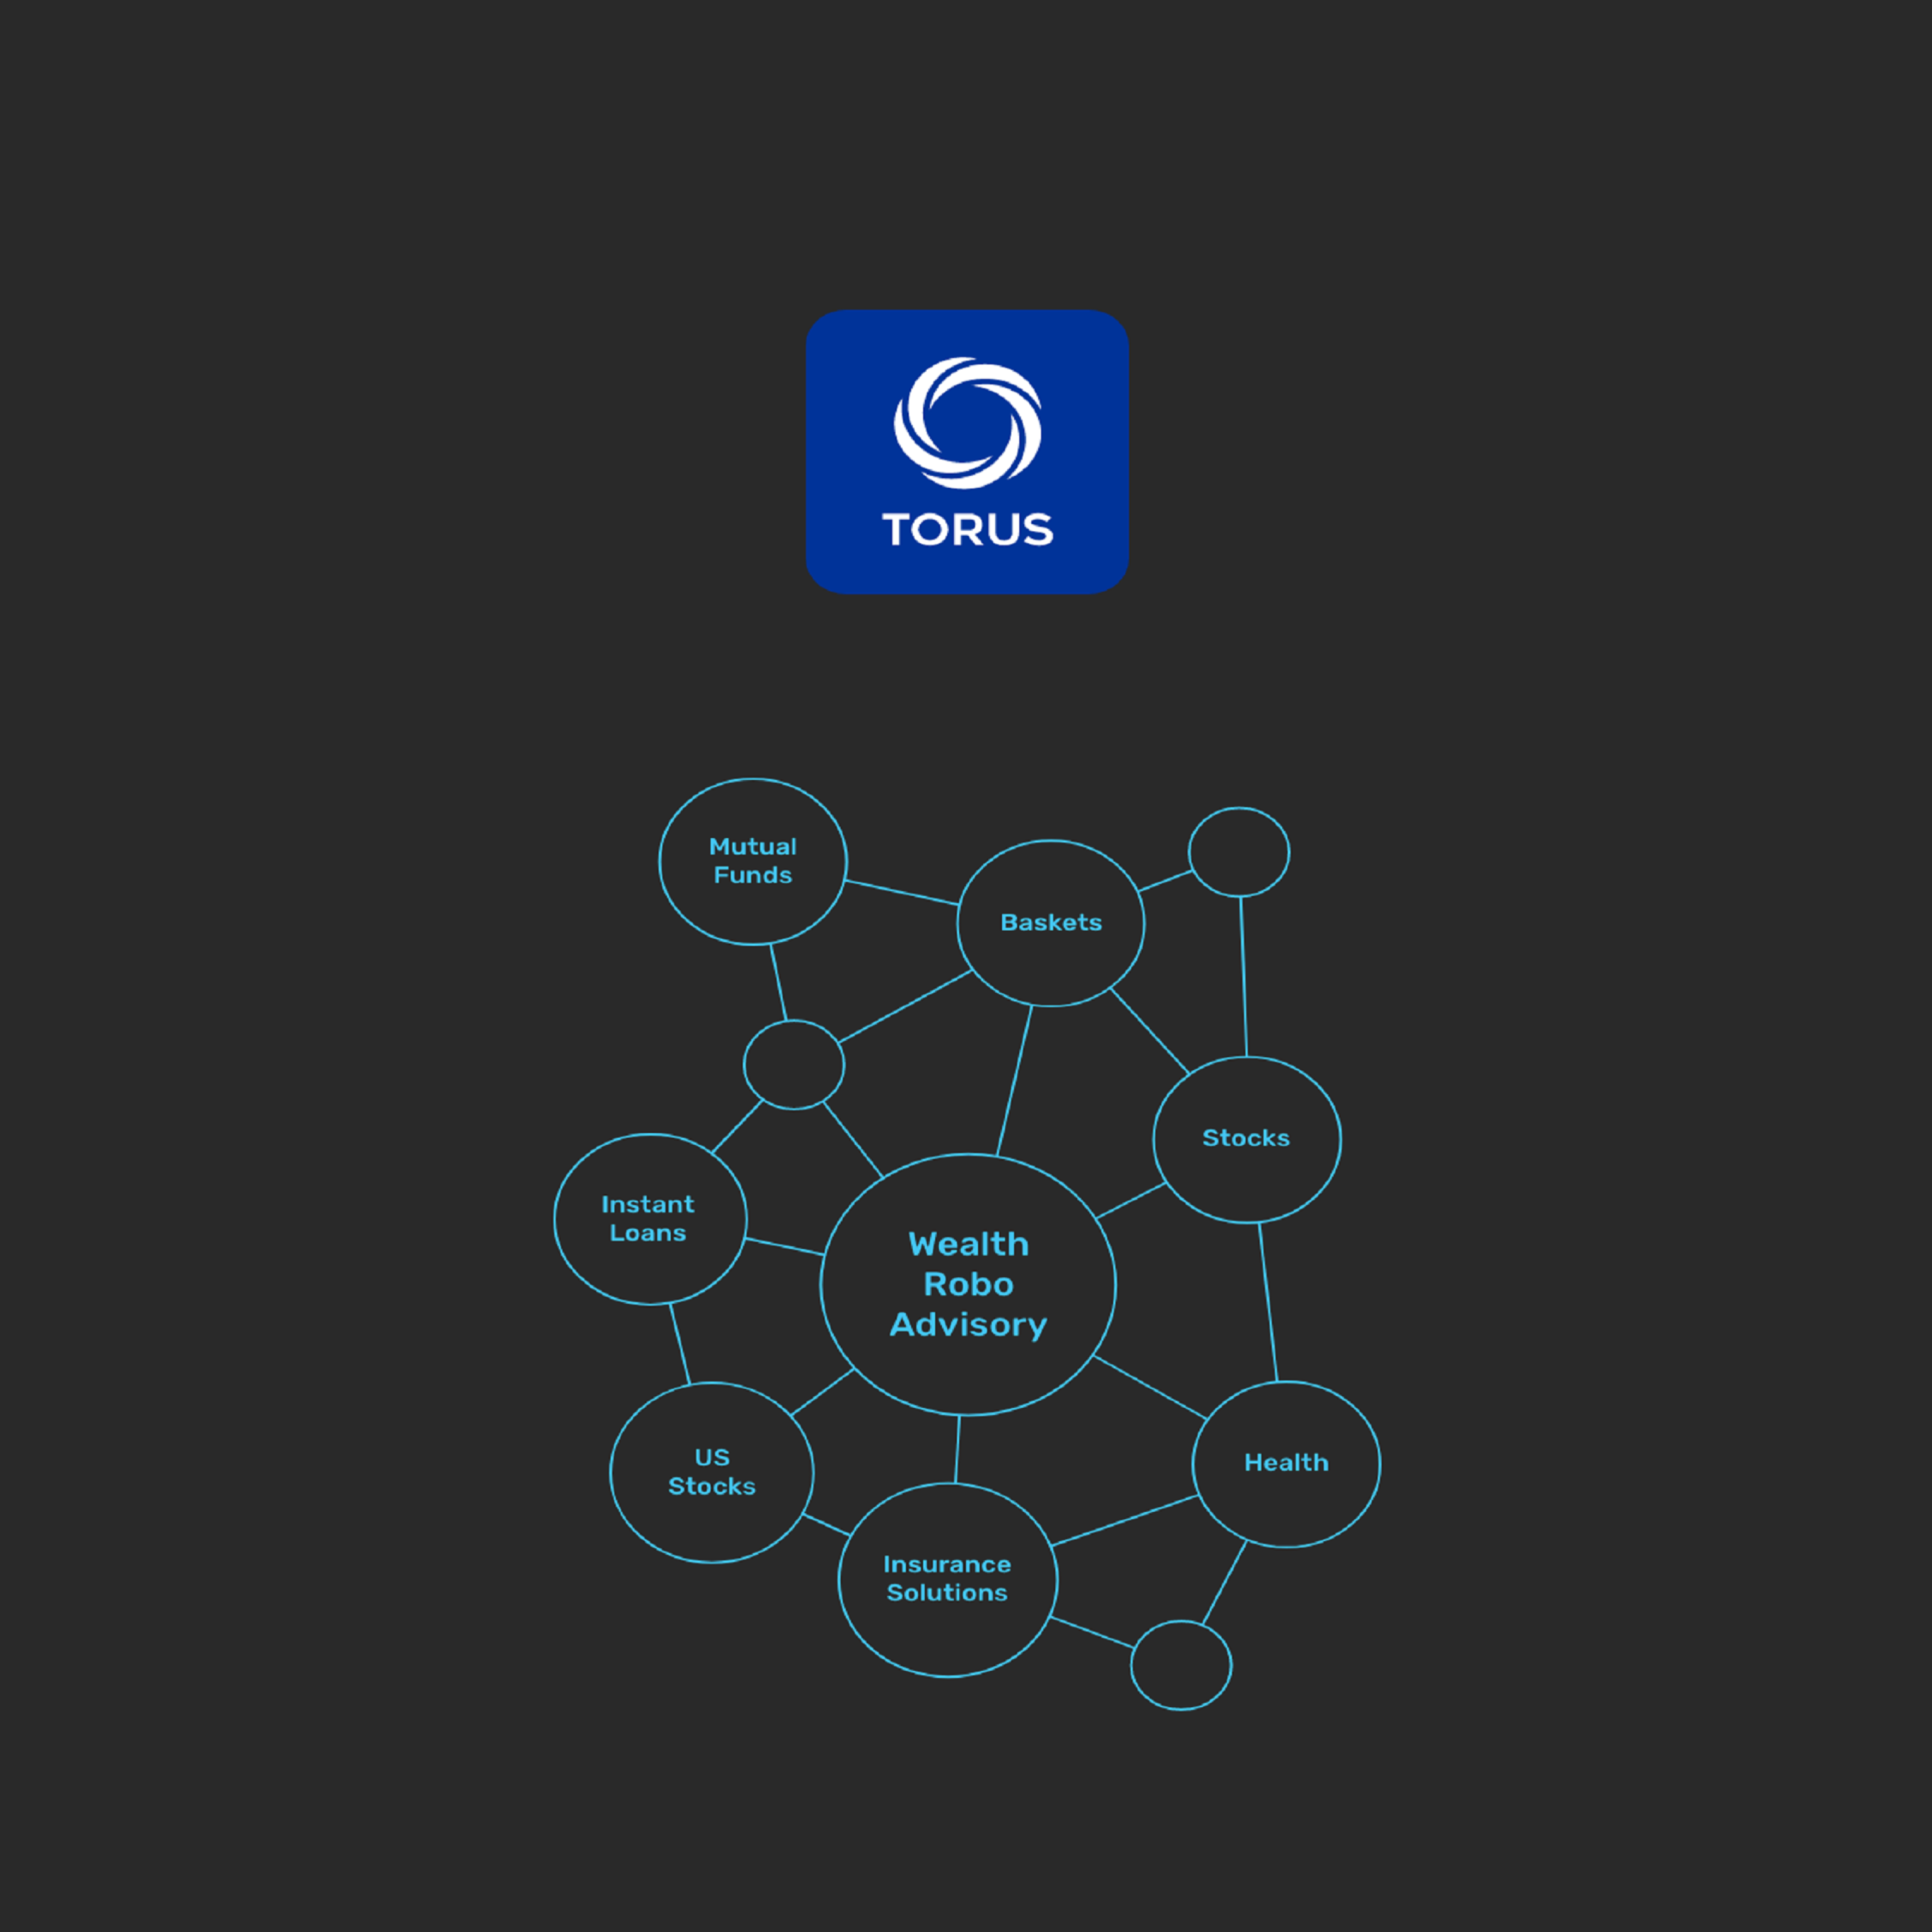 TORUS
Mutual
Funds
Baskets
Stocks
Instant
Loans
Wealth
Robo
Advisory
US
Stocks
Health
Insurance
Solutions